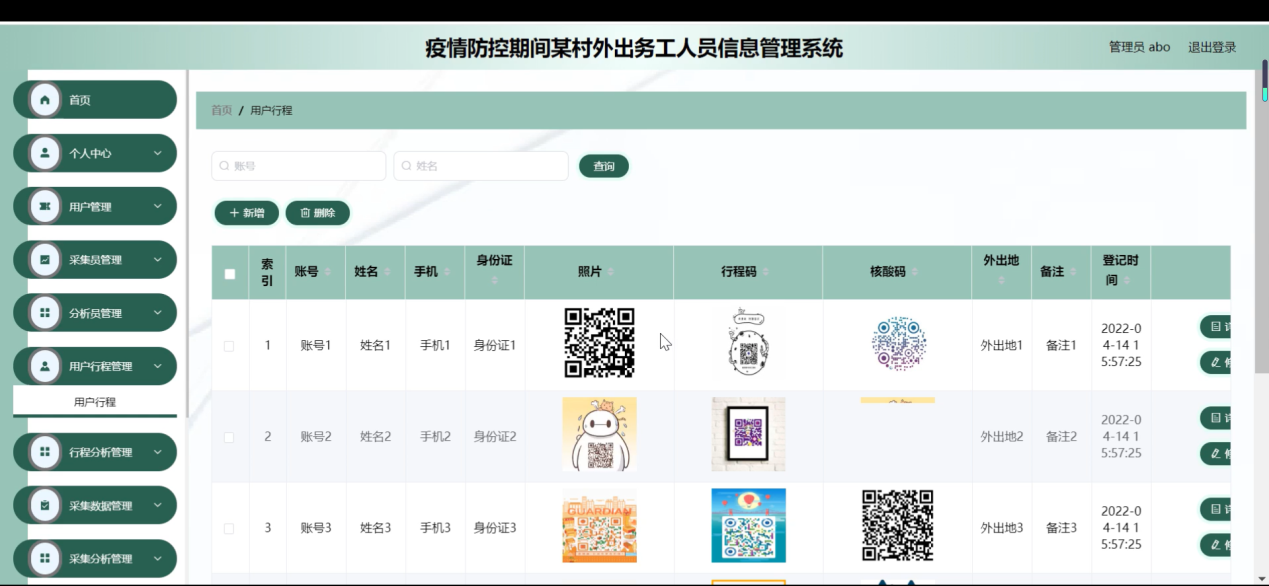 疫情防控期间某村外出务工人员信息管理系统
管理员 abo 退出登录
首页
个人中心
用户管理
采集员管理
分析员管理
用户行程管理
用户行程
行程分析管理
采集数据管理
采集分析管理
首页 / 用户行程
账号 姓名 查询
+ 新增 删除
索引 账号 姓名 手机 身份证 照片 行程码 核酸码 外出地 备注 登记时间
1 账号1 姓名1 手机1 身份证1 外出地1 备注1 2022-04-14 15:57:25
2 账号2 姓名2 手机2 身份证2 外出地2 备注2 2022-04-14 15:57:25
3 账号3 姓名3 手机3 身份证3 GUARDIAN 外出地3 备注3 2022-04-14 15:57:25